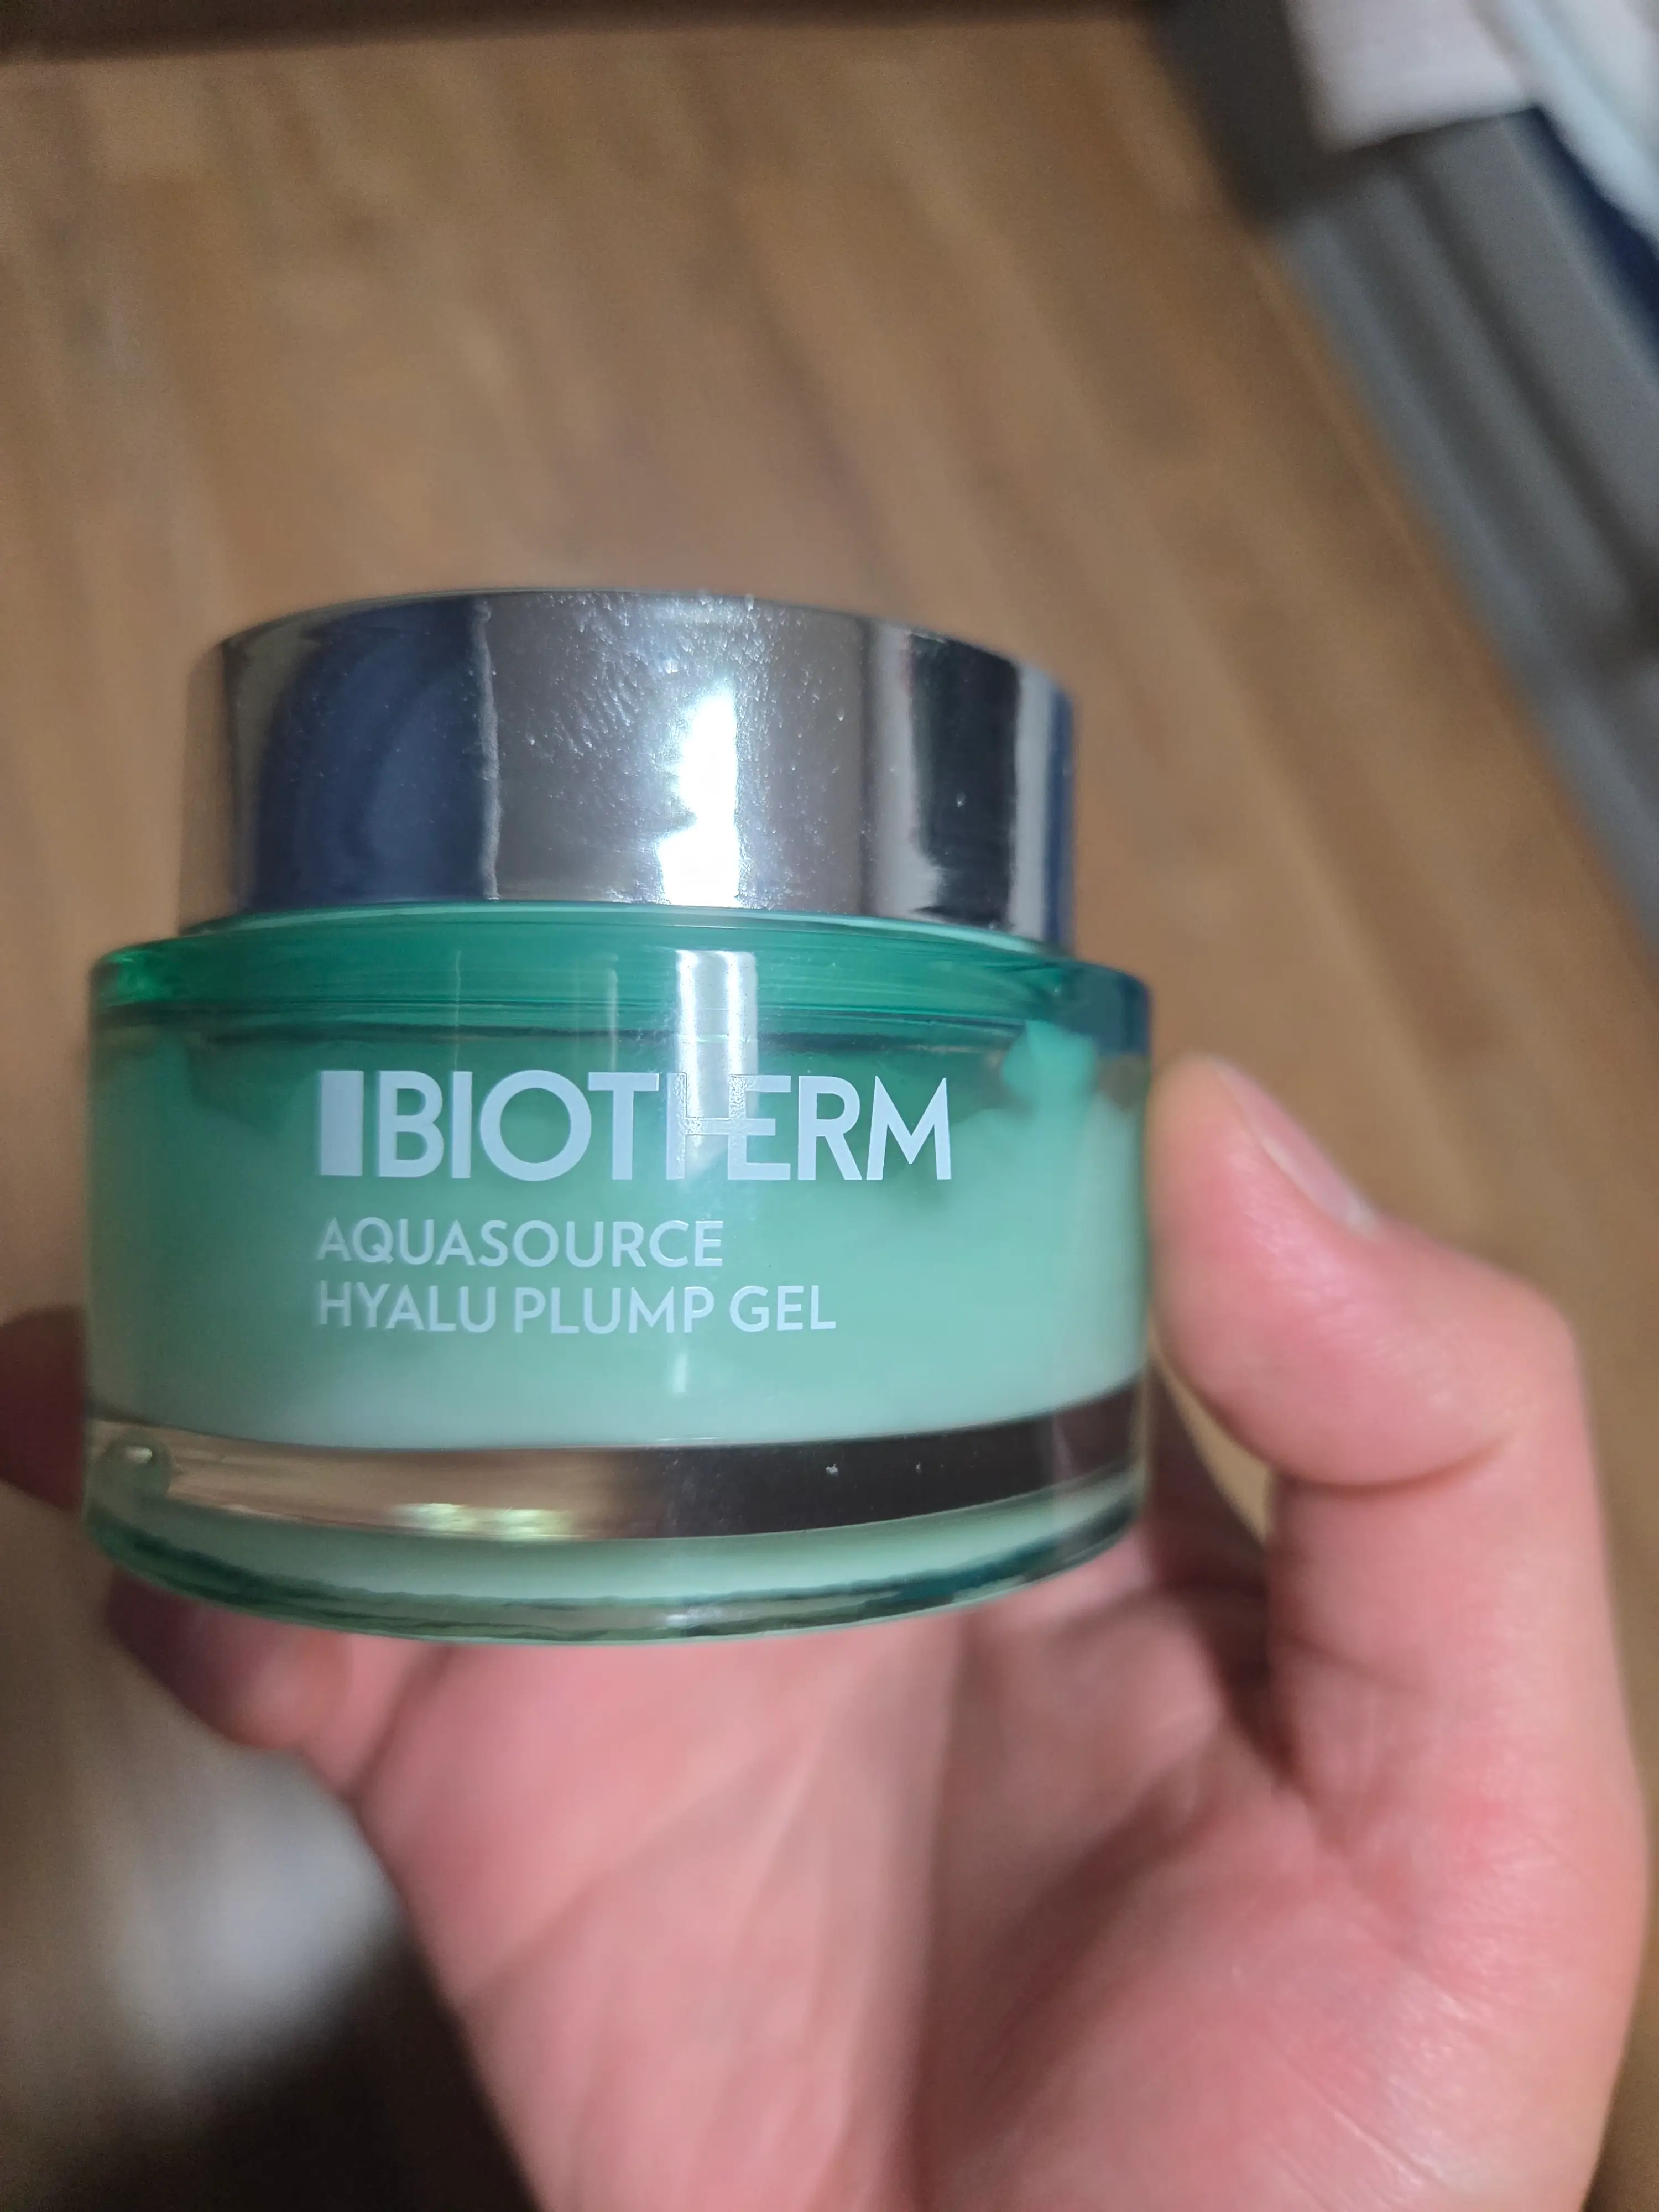 BIOTHERM
AQUASOURCE
HYALU PLUMP GEL